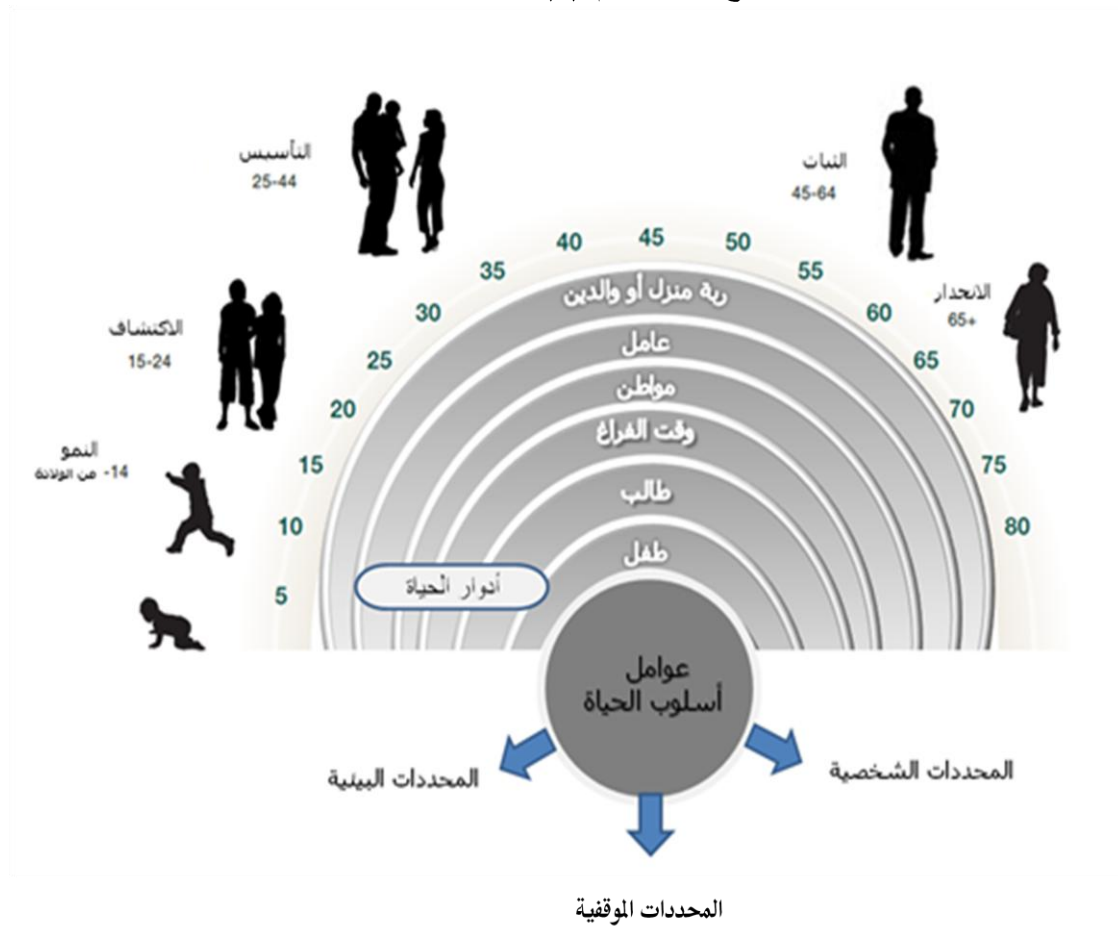 التأسيس
25-44
الثبات
45-64
الاكتشاف
15-24
الانحدار
65+
النمو
14- من الولادة
5
10
15
20
25
30
35
40
45
50
55
60
65
70
75
80
ربة منزل أو والدين
عامل
مواطن
وقت الفراغ
طالب
طفل
أدوار الحياة
عوامل
أسلوب الحياة
المحددات الشخصية
المحددات البيئية
المحددات الموقفية